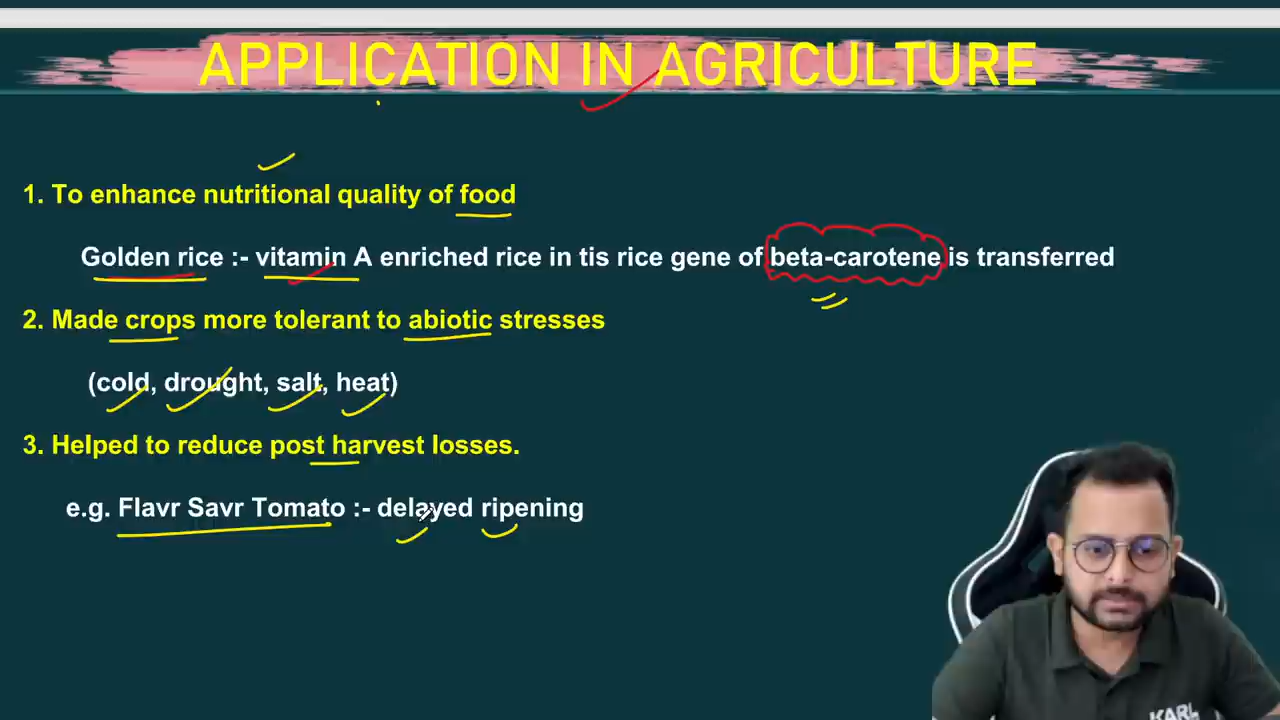 APPLICATION IN AGRICULTURE
1. To enhance nutritional quality of food
Golden rice :- vitamin A enriched rice in tis rice gene of beta-carotene is transferred
2. Made crops more tolerant to abiotic stresses
(cold, drought, salt, heat)
3. Helped to reduce post harvest losses.
e.g. Flavr Savr Tomato :- delayed ripening
KARL